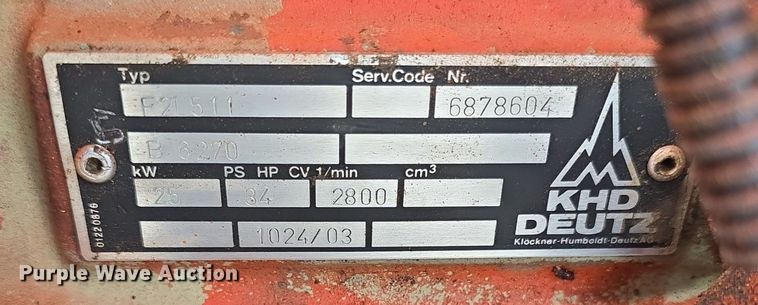 Typ Serv.Code Nr.
F2L511 6878604
B 6270
kW PS HP CV 1/min cm³
25 34 2800
1024/03
KHD
DEUTZ
Klöckner-Humboldt-Deutz AG
01220876
Purple Wave Auction